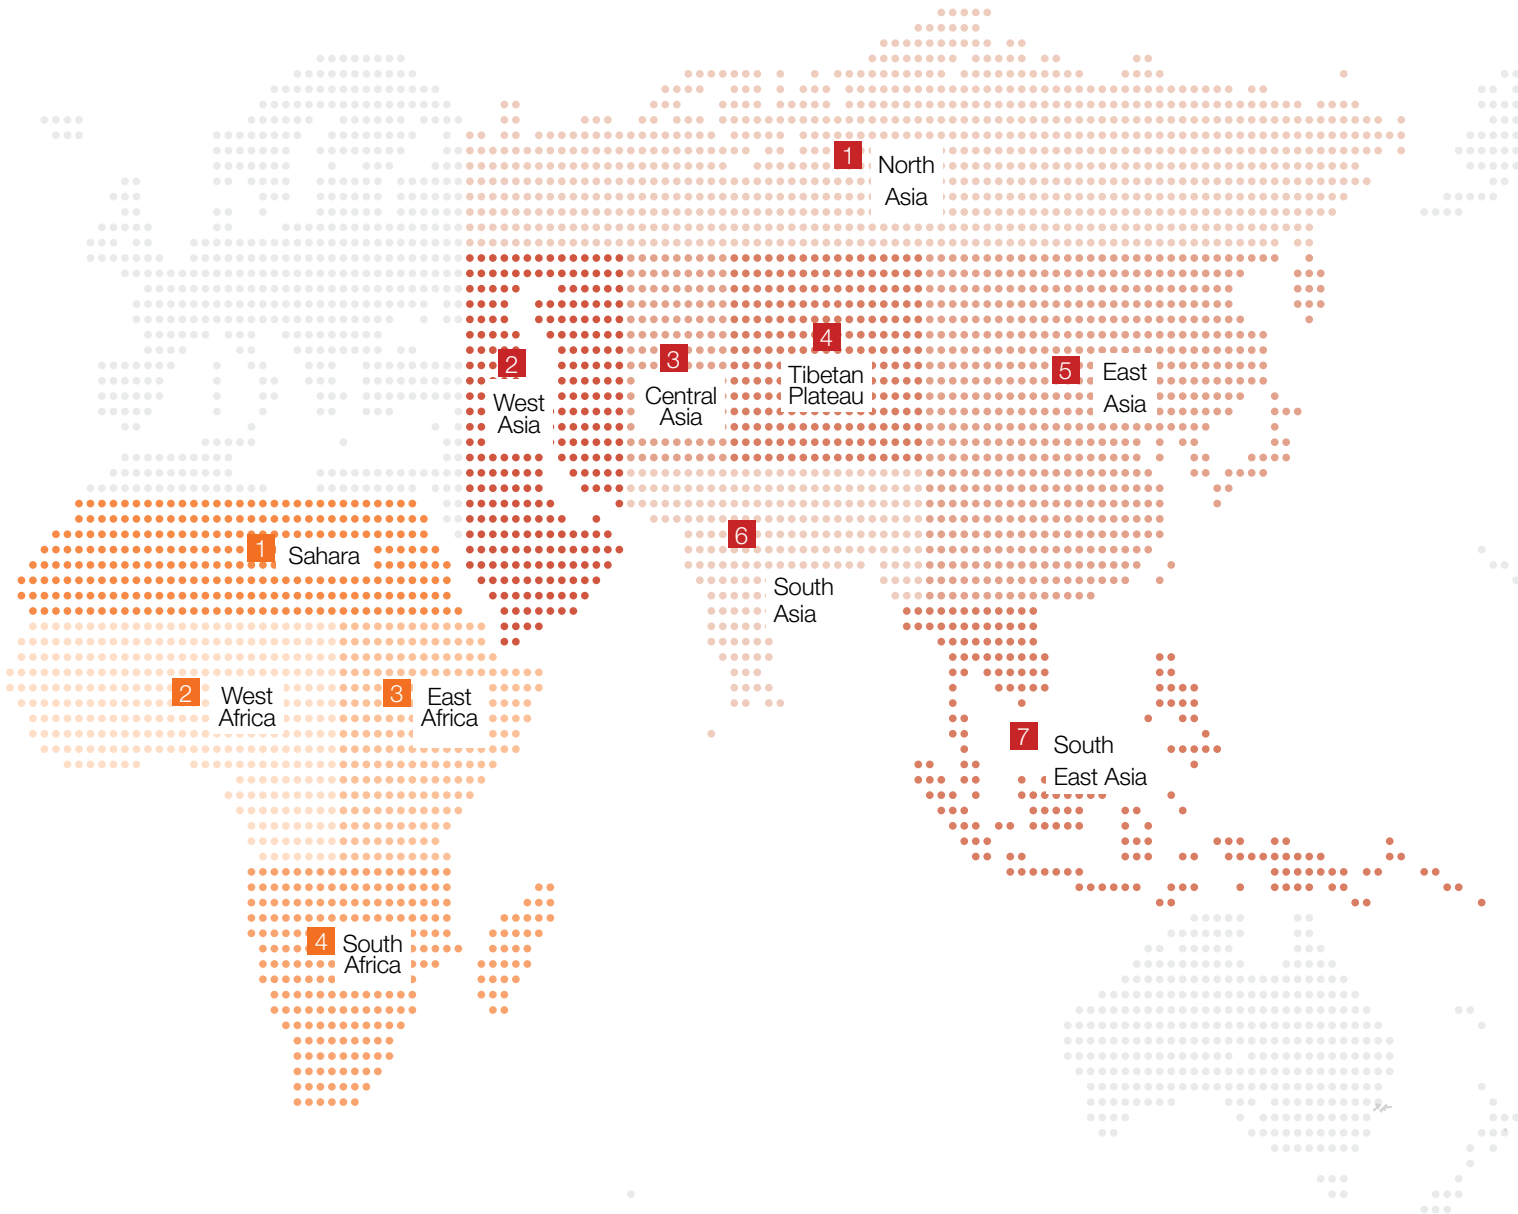 1
North
Asia
2
West
Asia
3
Central
Asia
4
Tibetan
Plateau
5
East
Asia
6
South
Asia
7
South
East Asia
1
Sahara
2
West
Africa
3
East
Africa
4
South
Africa